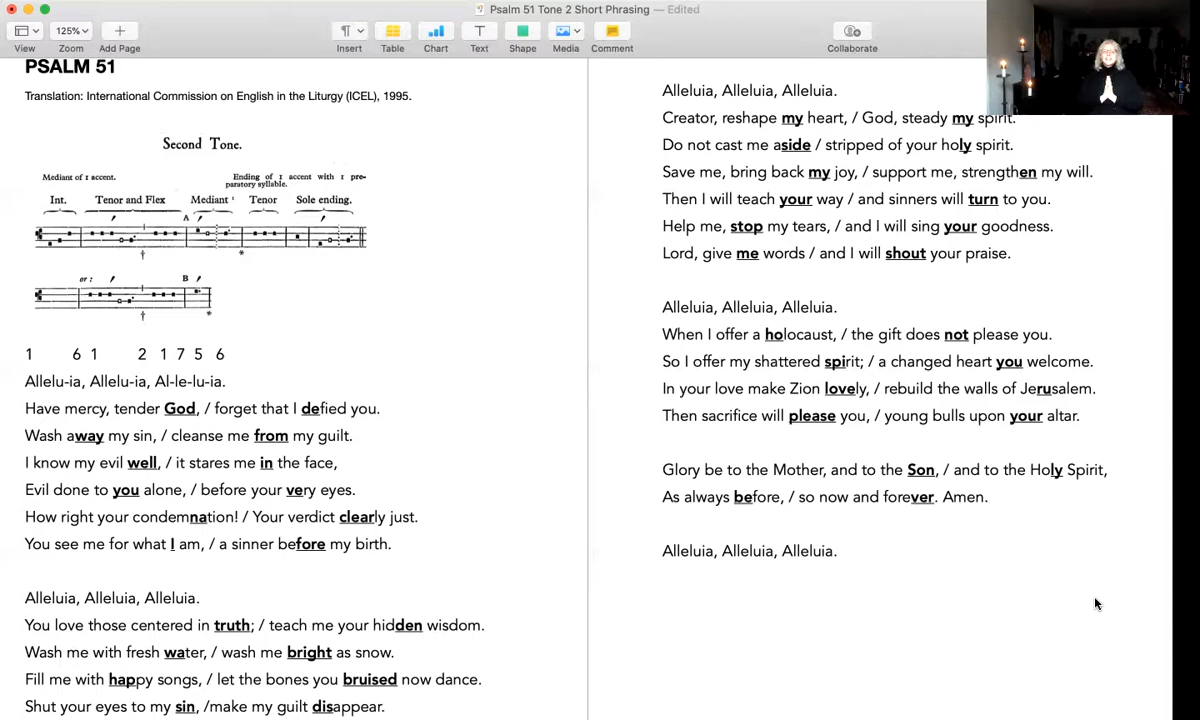 Psalm 51 Tone 2 Short Phrasing — Edited
125%
View
Zoom
Add Page
Insert
Table
Chart
Text
Shape
Media
Comment
Collaborate
PSALM 51
Translation: International Commission on English in the Liturgy (ICEL), 1995.
Second Tone.
Mediant of 1 accent.
Ending of 1 accent with 1 pre-
paratory syllable.
Int.
Tenor and Flex
Mediant
Tenor
Sole ending.
A
†
*
or:
B
†
*
1 6 1 2 1 7 5 6
Allelu-ia, Allelu-ia, Al-le-lu-ia.
Have mercy, tender God, / forget that I defied you.
Wash away my sin, / cleanse me from my guilt.
I know my evil well, / it stares me in the face,
Evil done to you alone, / before your very eyes.
How right your condemnation! / Your verdict clearly just.
You see me for what I am, / a sinner before my birth.
Alleluia, Alleluia, Alleluia.
You love those centered in truth; / teach me your hidden wisdom.
Wash me with fresh water, / wash me bright as snow.
Fill me with happy songs, / let the bones you bruised now dance.
Shut your eyes to my sin, /make my guilt disappear.
Alleluia, Alleluia, Alleluia.
Creator, reshape my heart, / God, steady my spirit.
Do not cast me aside / stripped of your holy spirit.
Save me, bring back my joy, / support me, strengthen my will.
Then I will teach your way / and sinners will turn to you.
Help me, stop my tears, / and I will sing your goodness.
Lord, give me words / and I will shout your praise.
Alleluia, Alleluia, Alleluia.
When I offer a holocaust, / the gift does not please you.
So I offer my shattered spirit; / a changed heart you welcome.
In your love make Zion lovely, / rebuild the walls of Jerusalem.
Then sacrifice will please you, / young bulls upon your altar.
Glory be to the Mother, and to the Son, / and to the Holy Spirit,
As always before, / so now and forever. Amen.
Alleluia, Alleluia, Alleluia.